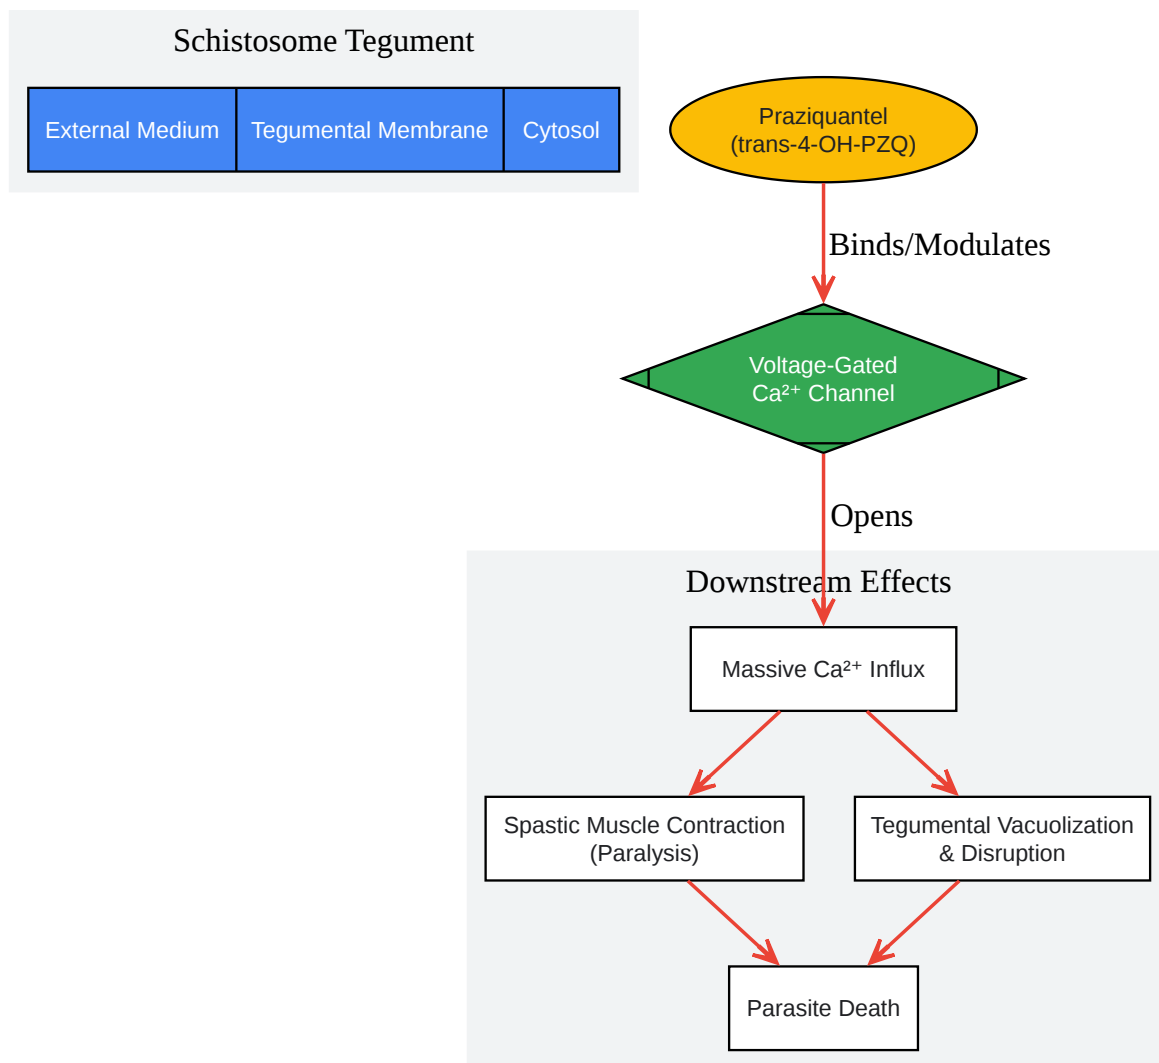 Schistosome Tegument
External Medium
Tegumental Membrane
Cytosol
Praziquantel
(trans-4-OH-PZQ)
Binds/Modulates
Voltage-Gated
Ca²⁺ Channel
Opens
Downstream Effects
Massive Ca²⁺ Influx
Spastic Muscle Contraction
(Paralysis)
Tegumental Vacuolization
& Disruption
Parasite Death